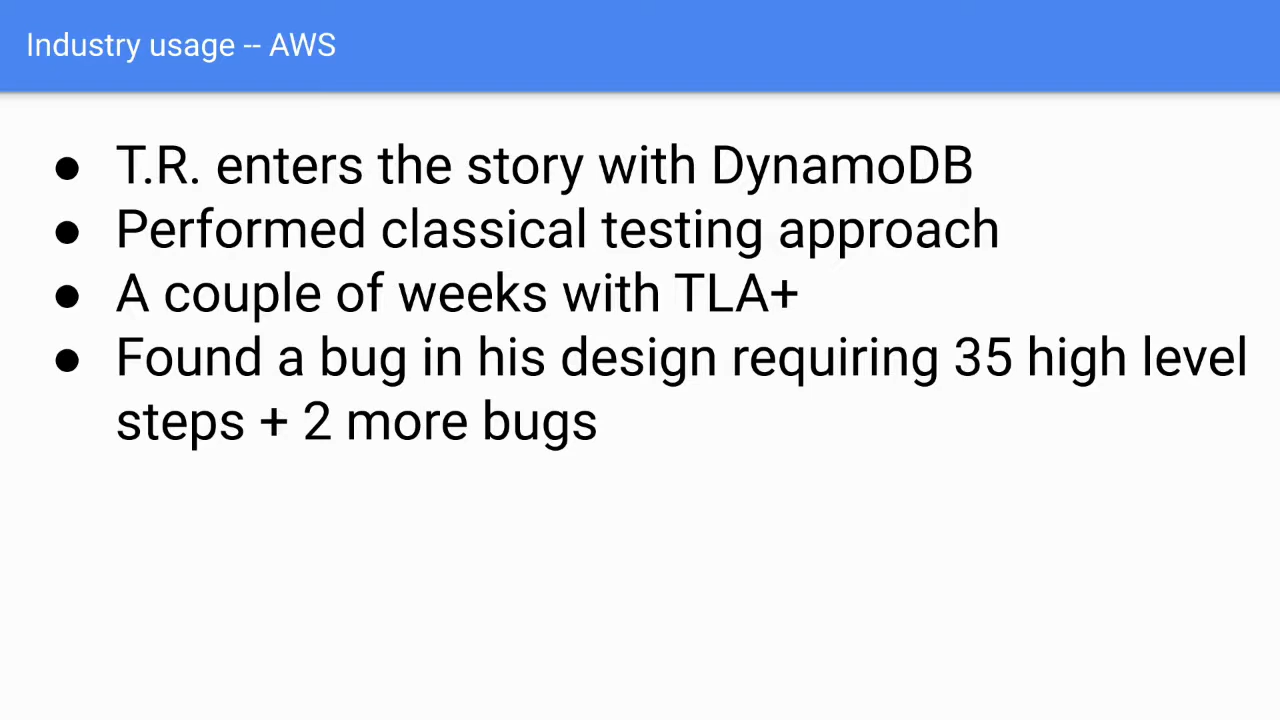 Industry usage -- AWS
● T.R. enters the story with DynamoDB
● Performed classical testing approach
● A couple of weeks with TLA+
● Found a bug in his design requiring 35 high level
steps + 2 more bugs